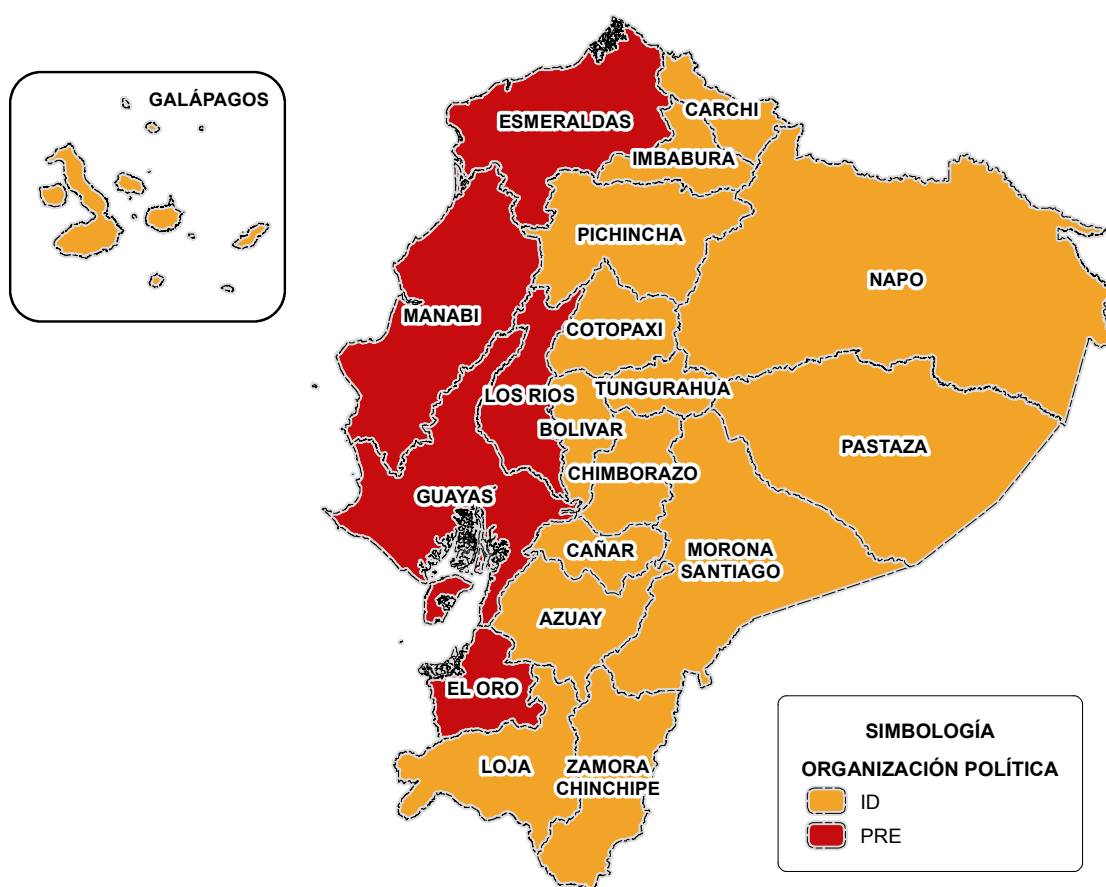 GALÁPAGOS
ESMERALDAS
CARCHI
IMBABURA
PICHINCHA
NAPO
MANABI
COTOPAXI
LOS RIOS
TUNGURAHUA
BOLIVAR
PASTAZA
CHIMBORAZO
GUAYAS
CAÑAR
MORONA
SANTIAGO
AZUAY
EL ORO
LOJA
ZAMORA
CHINCHIPE
SIMBOLOGÍA
ORGANIZACIÓN POLÍTICA
ID
PRE